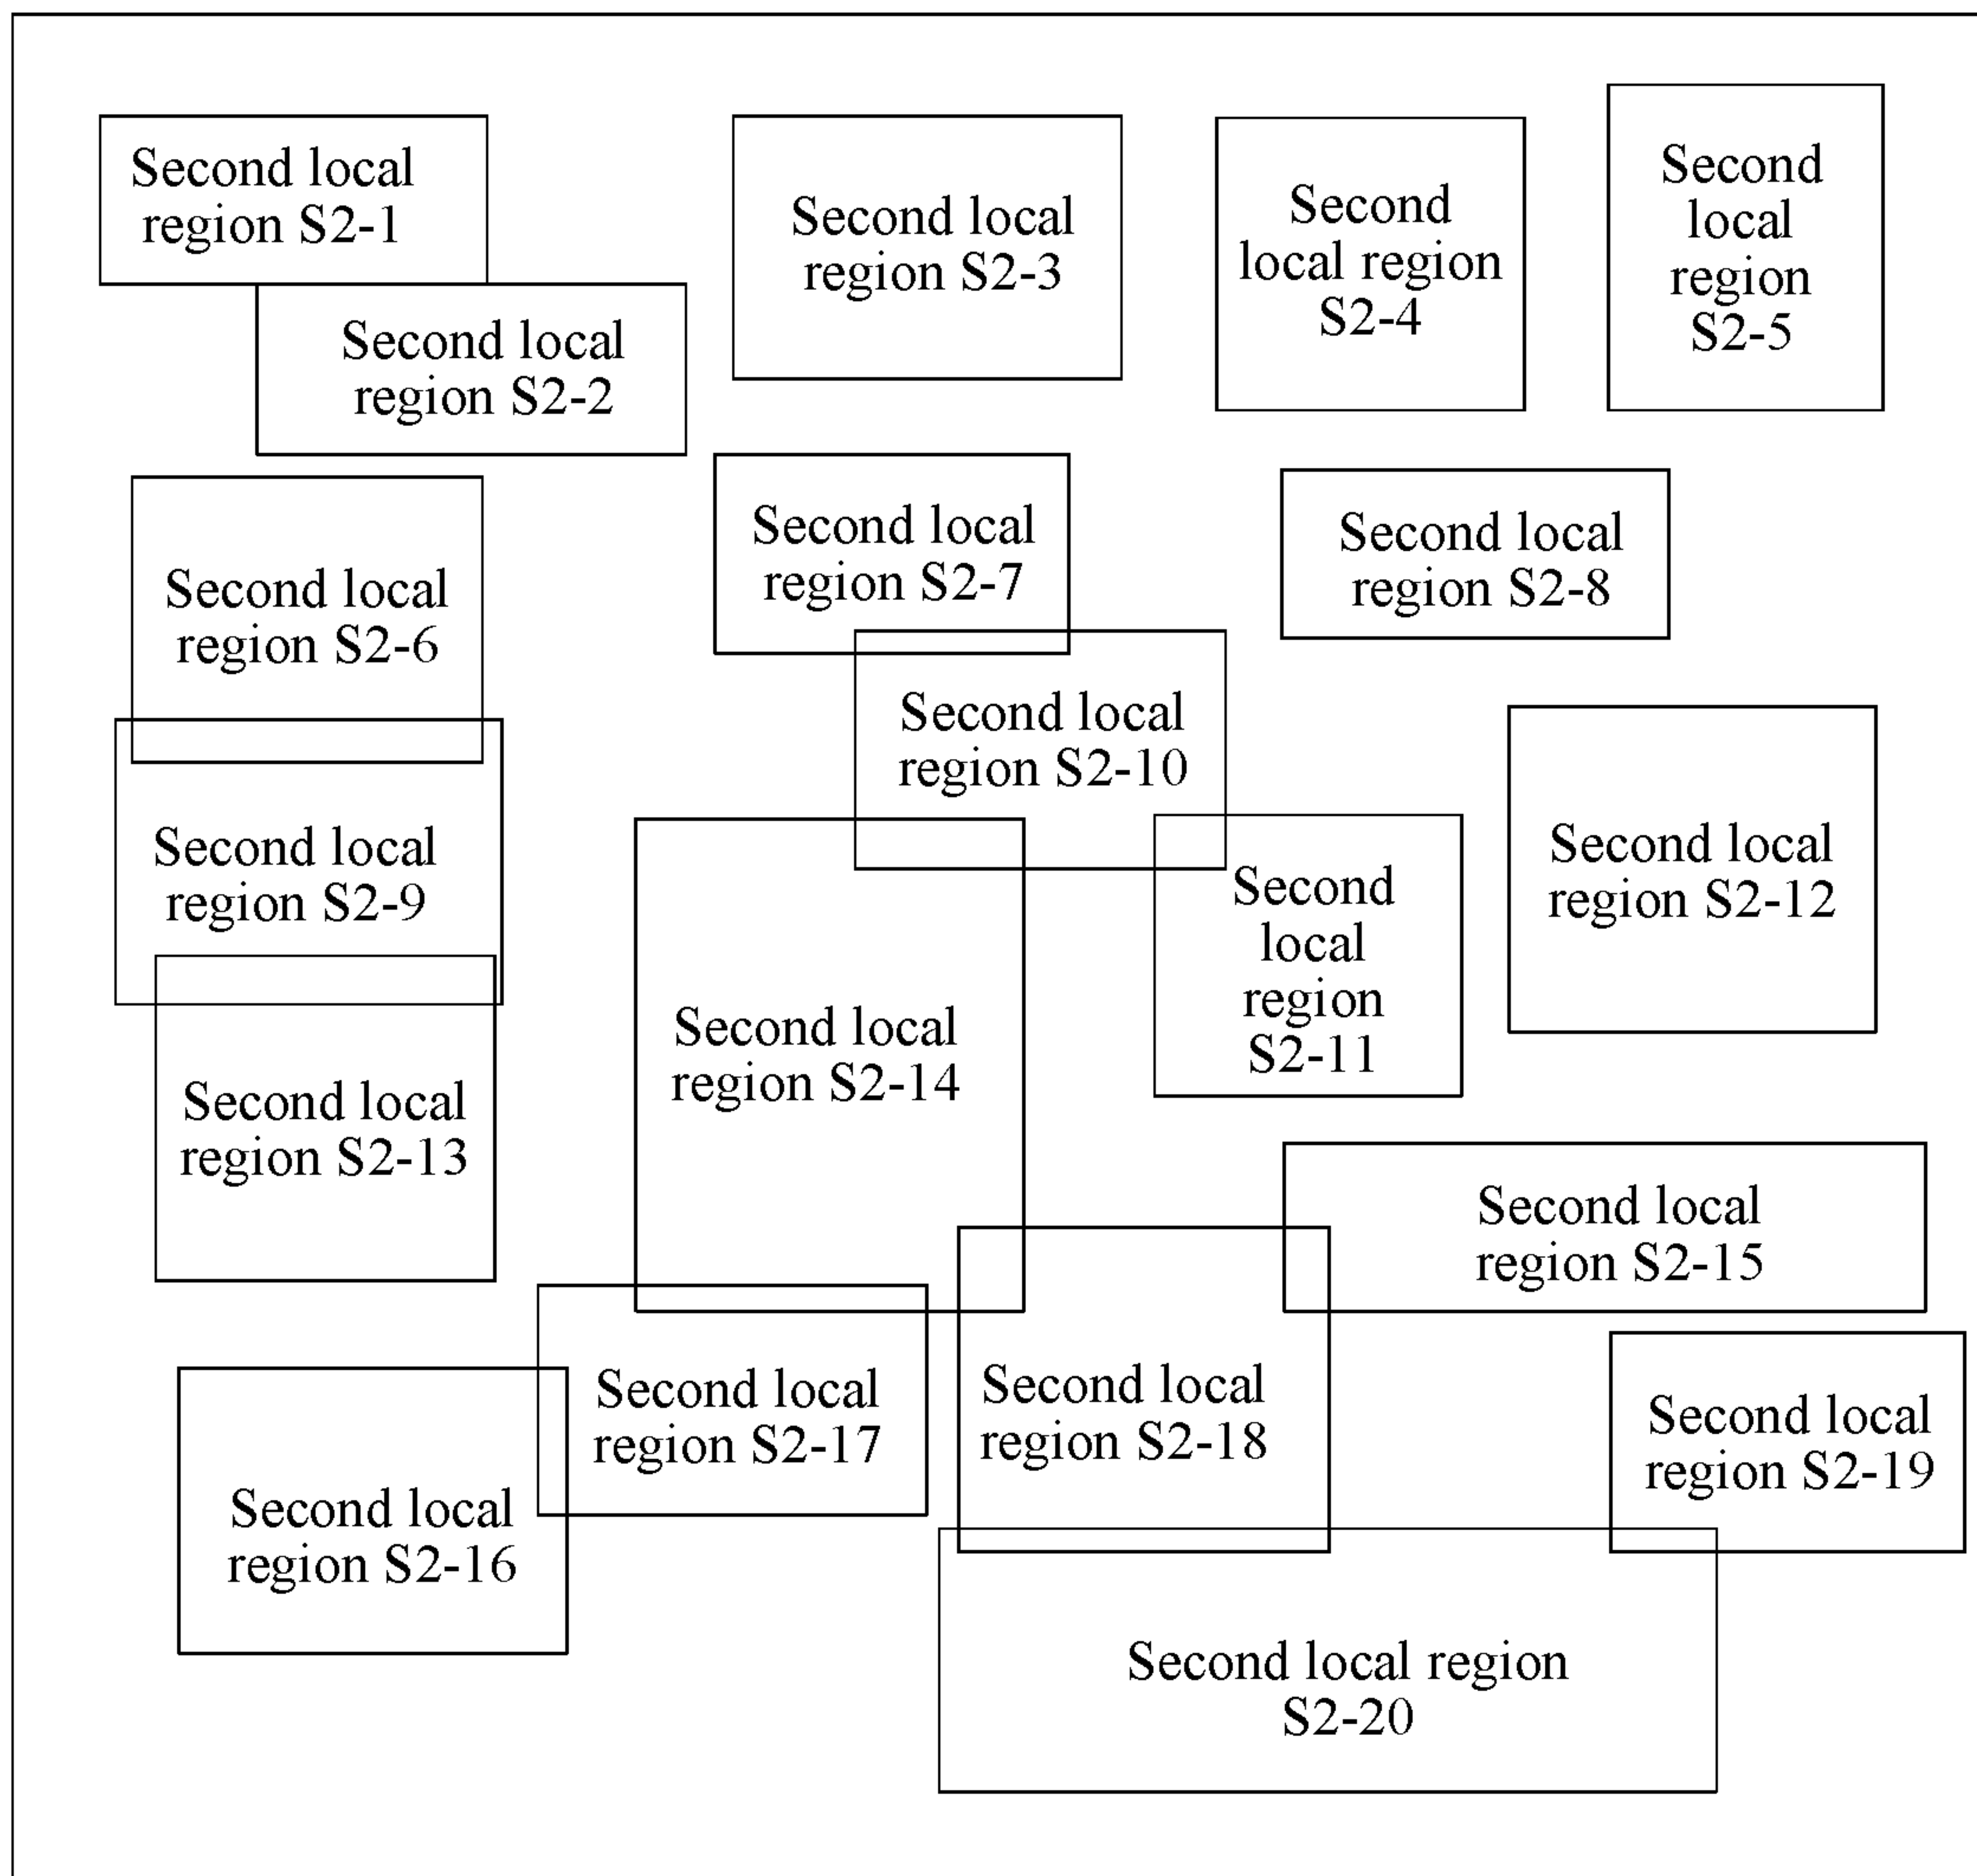 Second local
region S2-1
Second local
region S2-2
Second local
region S2-3
Second
local region
S2-4
Second
local
region
S2-5
Second local
region S2-6
Second local
region S2-7
Second local
region S2-8
Second local
region S2-9
Second local
region S2-10
Second
local
region
S2-11
Second local
region S2-12
Second local
region S2-13
Second local
region S2-14
Second local
region S2-15
Second local
region S2-16
Second local
region S2-17
Second local
region S2-18
Second local
region S2-19
Second local region
S2-20